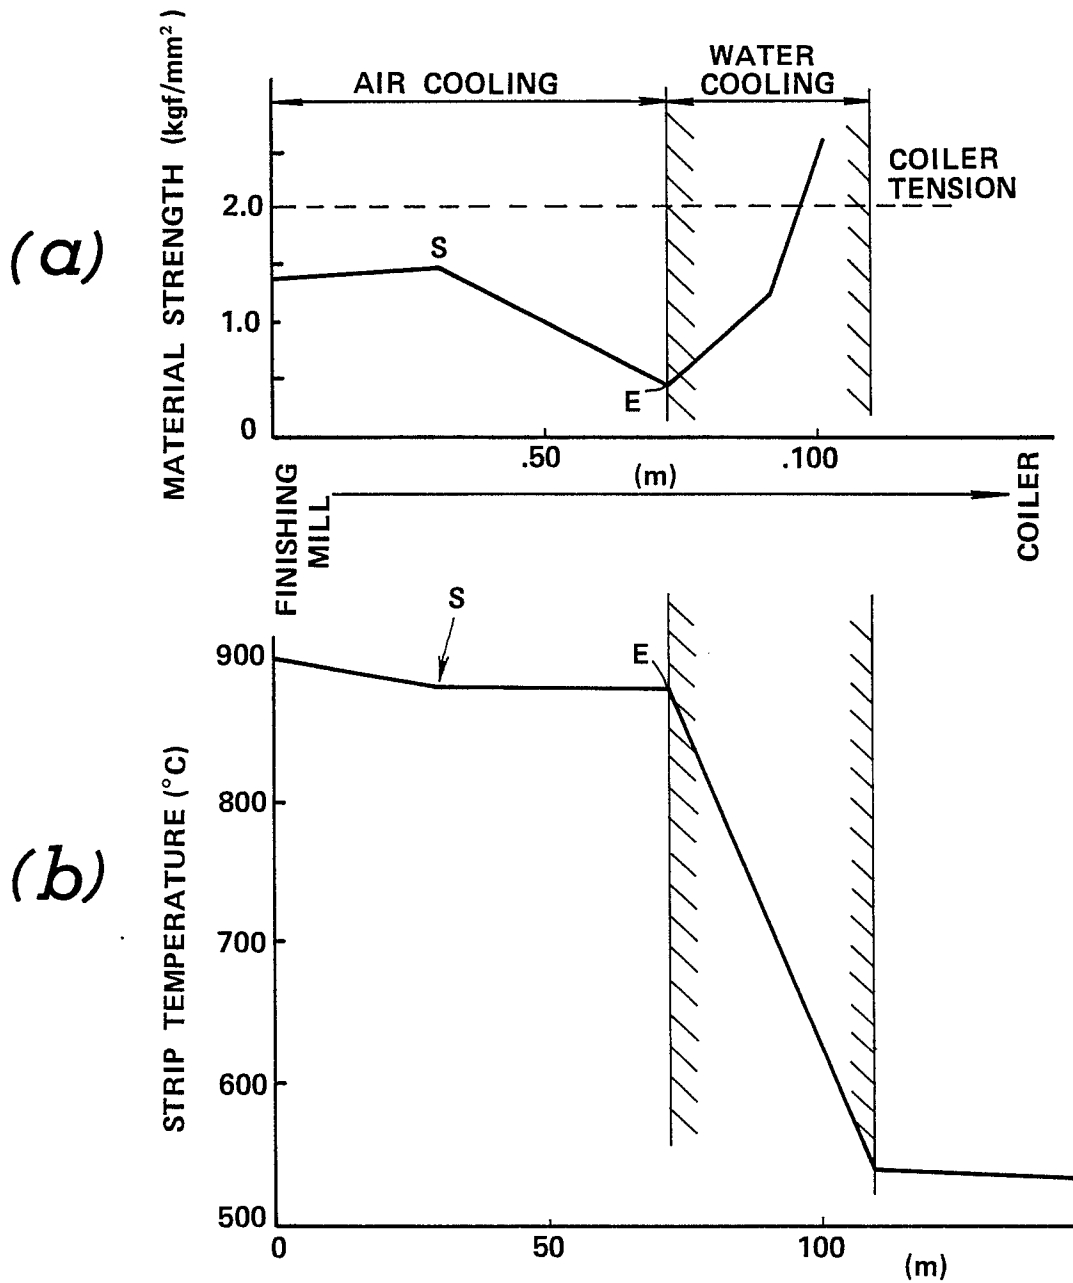 (a)
MATERIAL STRENGTH (kgf/mm²)
AIR COOLING
WATER
COOLING
COILER
TENSION
2.0
S
1.0
E
0
.50
(m)
.100
FINISHING
MILL
COILER
(b)
STRIP TEMPERATURE (°C)
S
900
E
800
700
600
500
0
50
100
(m)